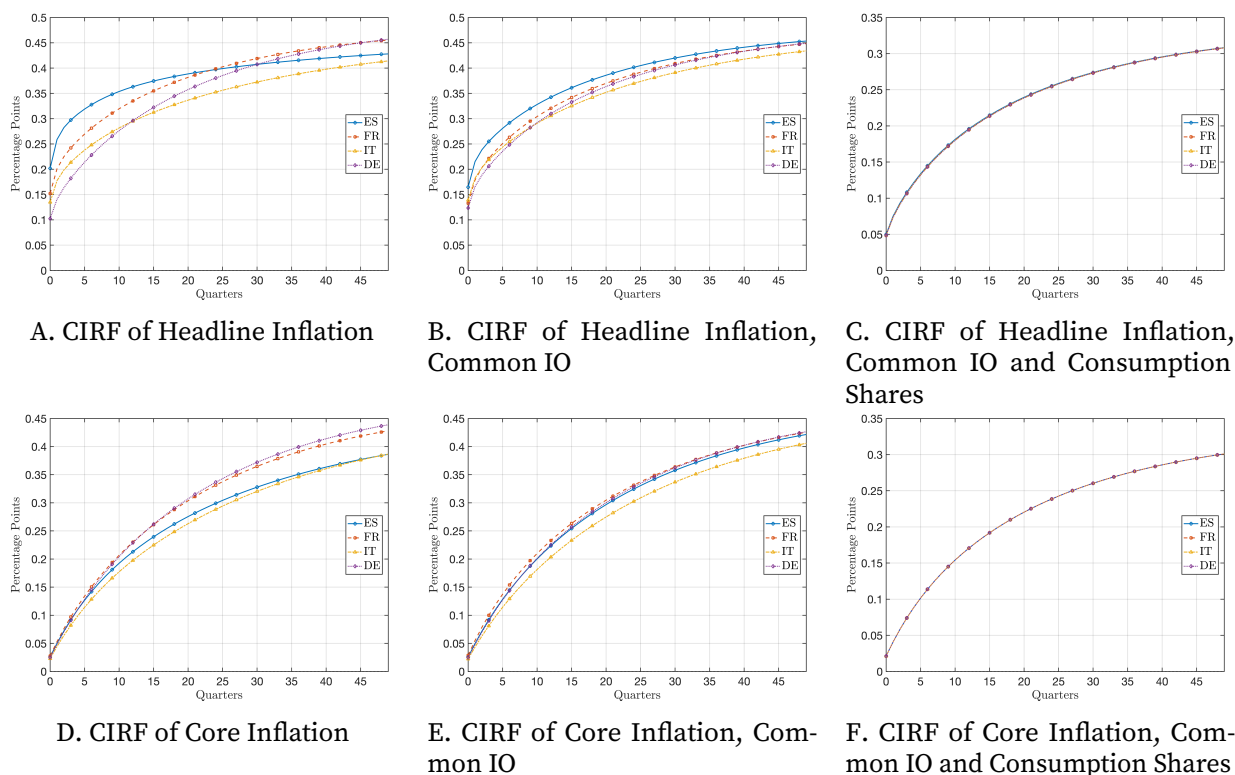 0.5
0.45
0.4
0.35
0.3
0.25
0.2
0.15
0.1
0.05
0
Percentage Points
0 5 10 15 20 25 30 35 40 45
Quarters
ES
FR
IT
DE
A. CIRF of Headline Inflation
0.5
0.45
0.4
0.35
0.3
0.25
0.2
0.15
0.1
0.05
0
Percentage Points
0 5 10 15 20 25 30 35 40 45
Quarters
ES
FR
IT
DE
B. CIRF of Headline Inflation,
Common IO
0.35
0.3
0.25
0.2
0.15
0.1
0.05
0
Percentage Points
0 5 10 15 20 25 30 35 40 45
Quarters
ES
FR
IT
DE
C. CIRF of Headline Inflation,
Common IO and Consumption
Shares
0.45
0.4
0.35
0.3
0.25
0.2
0.15
0.1
0.05
0
Percentage Points
0 5 10 15 20 25 30 35 40 45
Quarters
ES
FR
IT
DE
D. CIRF of Core Inflation
0.45
0.4
0.35
0.3
0.25
0.2
0.15
0.1
0.05
0
Percentage Points
0 5 10 15 20 25 30 35 40 45
Quarters
ES
FR
IT
DE
E. CIRF of Core Inflation, Com-
mon IO
0.35
0.3
0.25
0.2
0.15
0.1
0.05
0
Percentage Points
0 5 10 15 20 25 30 35 40 45
Quarters
ES
FR
IT
DE
F. CIRF of Core Inflation, Com-
mon IO and Consumption Shares